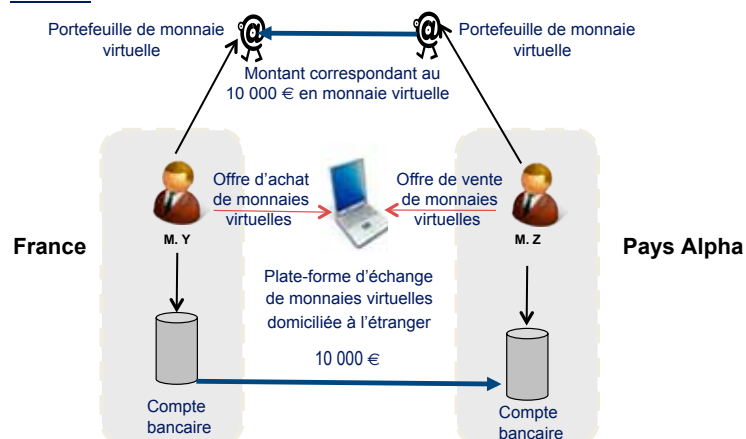 Portefeuille de monnaie
virtuelle
@
@
Portefeuille de monnaie
virtuelle
Montant correspondant au
10 000 € en monnaie virtuelle
Offre d'achat
de monnaies
virtuelles
Offre de vente
de monnaies
virtuelles
France
M. Y
M. Z
Pays Alpha
Plate-forme d'échange
de monnaies virtuelles
domiciliée à l'étranger
10 000 €
Compte
bancaire
Compte
bancaire